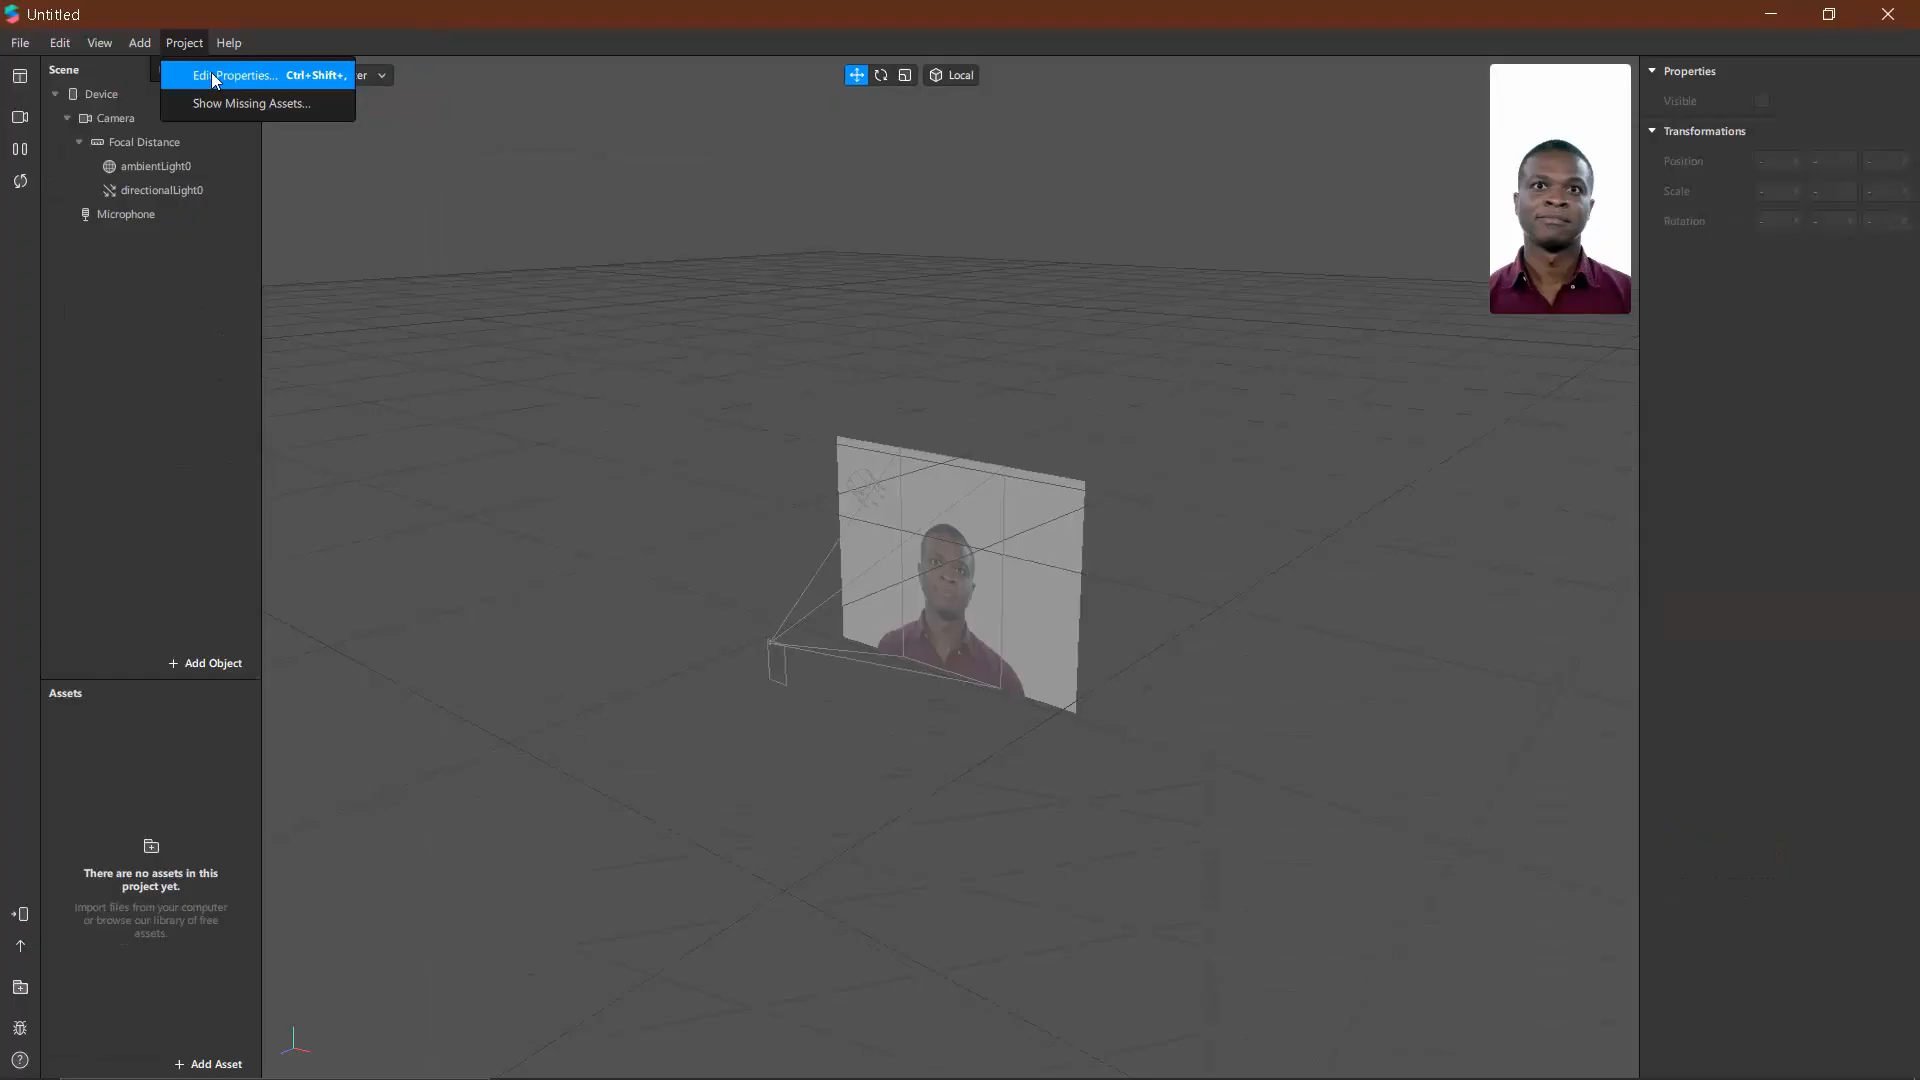 Untitled
File Edit View Add Project Help
Edit Properties... Ctrl+Shift+,
Show Missing Assets...
Local
Scene
Device
Camera
Focal Distance
ambientLight0
directionalLight0
Microphone
+ Add Object
Assets
There are no assets in this
project yet.
Import files from your computer
or browse our library of free
assets.
+ Add Asset
Properties
Visible
Transformations
Position
Scale
Rotation